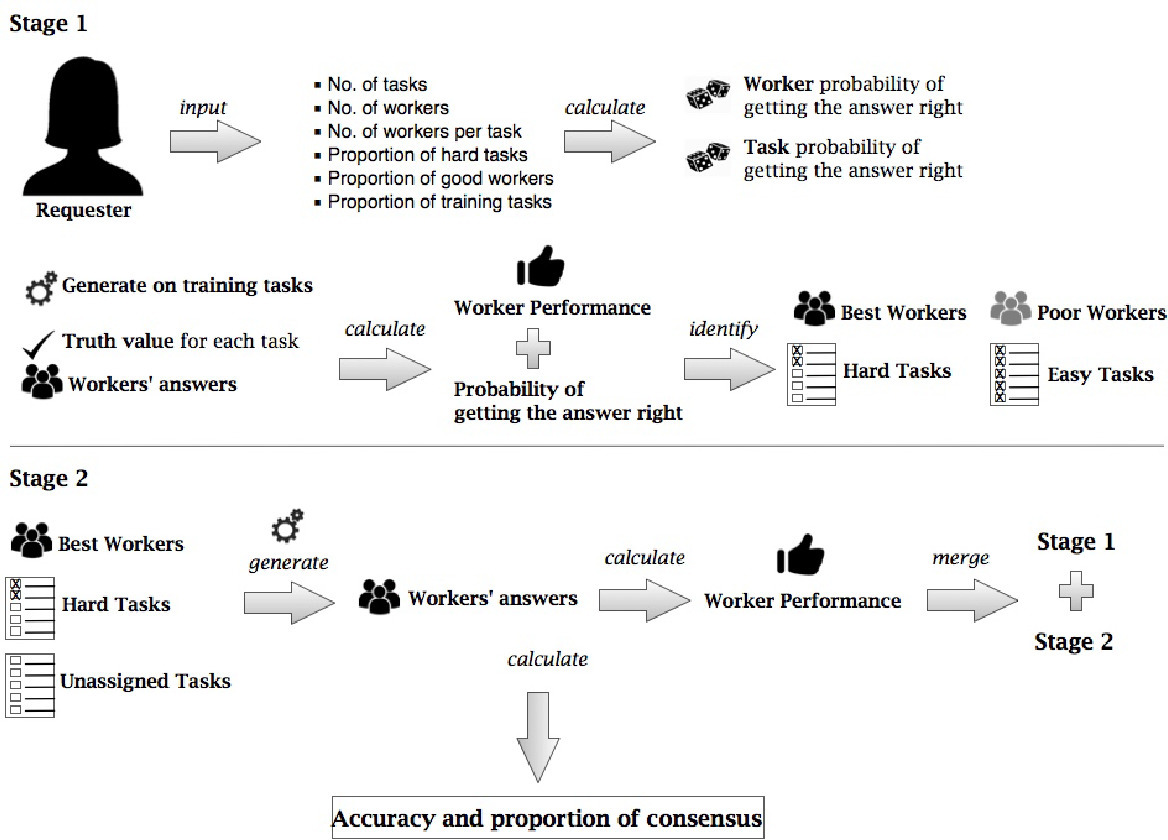 Stage 1
Requester
input
▪ No. of tasks
▪ No. of workers
▪ No. of workers per task
▪ Proportion of hard tasks
▪ Proportion of good workers
▪ Proportion of training tasks
calculate
Worker probability of
getting the answer right
Task probability of
getting the answer right
Generate on training tasks
Truth value for each task
Workers' answers
calculate
Worker Performance
Probability of
getting the answer right
identify
Best Workers
Hard Tasks
Poor Workers
Easy Tasks
Stage 2
Best Workers
Hard Tasks
Unassigned Tasks
generate
Workers' answers
calculate
Worker Performance
merge
Stage 1
Stage 2
calculate
Accuracy and proportion of consensus